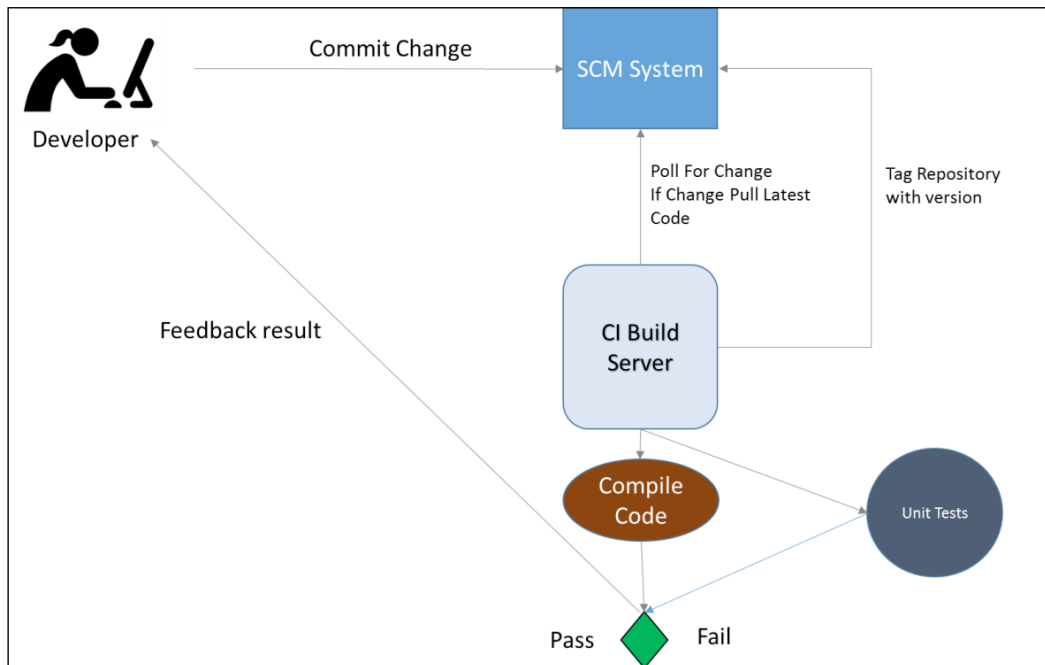 Commit Change
SCM System
Developer
Poll For Change
If Change Pull Latest
Code
Tag Repository
with version
Feedback result
CI Build
Server
Compile
Code
Unit Tests
Pass
Fail